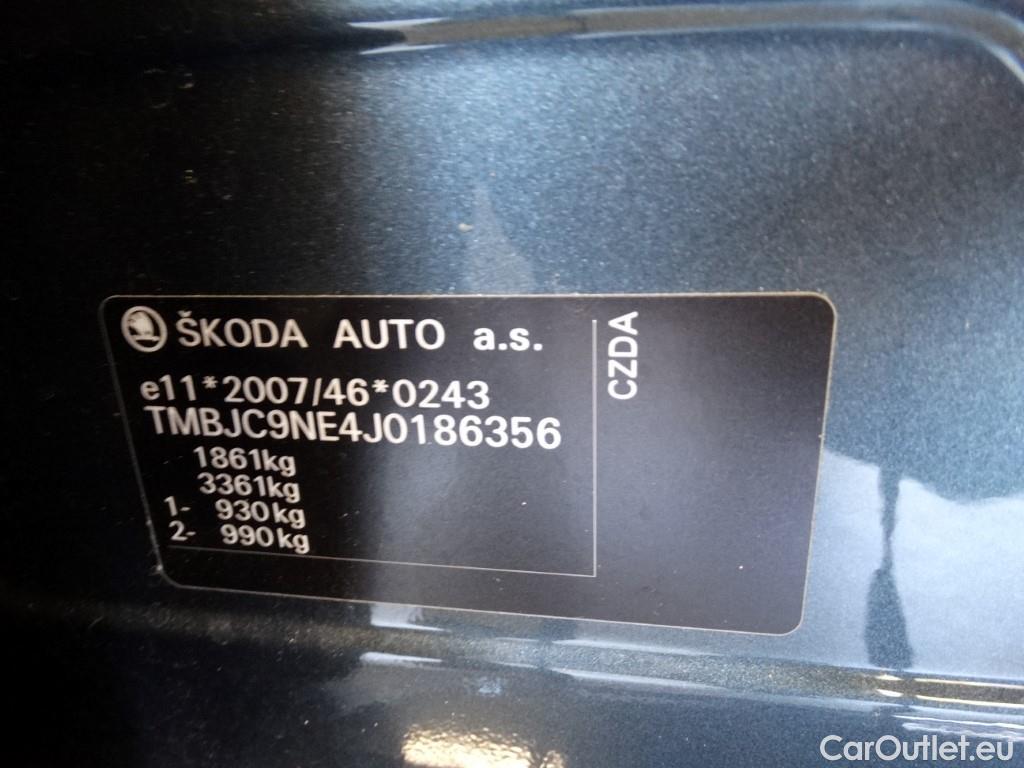 ŠKODA AUTO a.s.
e11*2007/46*0243
TMBJC9NE4J0186356
1861kg
3361kg
1- 930kg
2- 990kg
CZDA
CarOutlet.eu